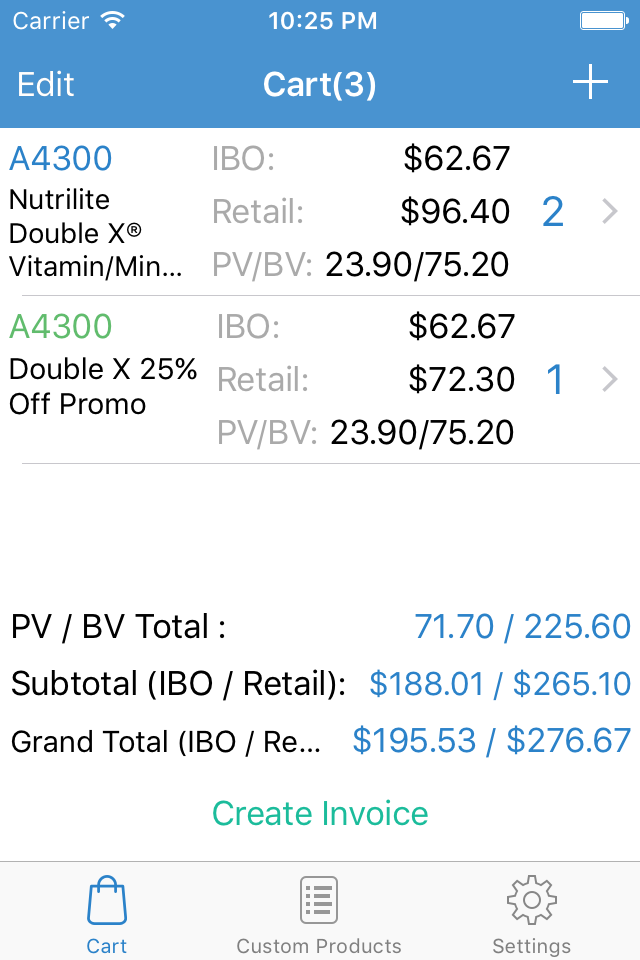 Carrier 10:25 PM
Edit Cart(3) +
A4300 IBO: $62.67
Nutrilite
Double X®
Vitamin/Min...
Retail: $96.40 2
PV/BV: 23.90/75.20
A4300 IBO: $62.67
Double X 25%
Off Promo
Retail: $72.30 1
PV/BV: 23.90/75.20
PV / BV Total : 71.70 / 225.60
Subtotal (IBO / Retail): $188.01 / $265.10
Grand Total (IBO / Re... $195.53 / $276.67
Create Invoice
Cart Custom Products Settings